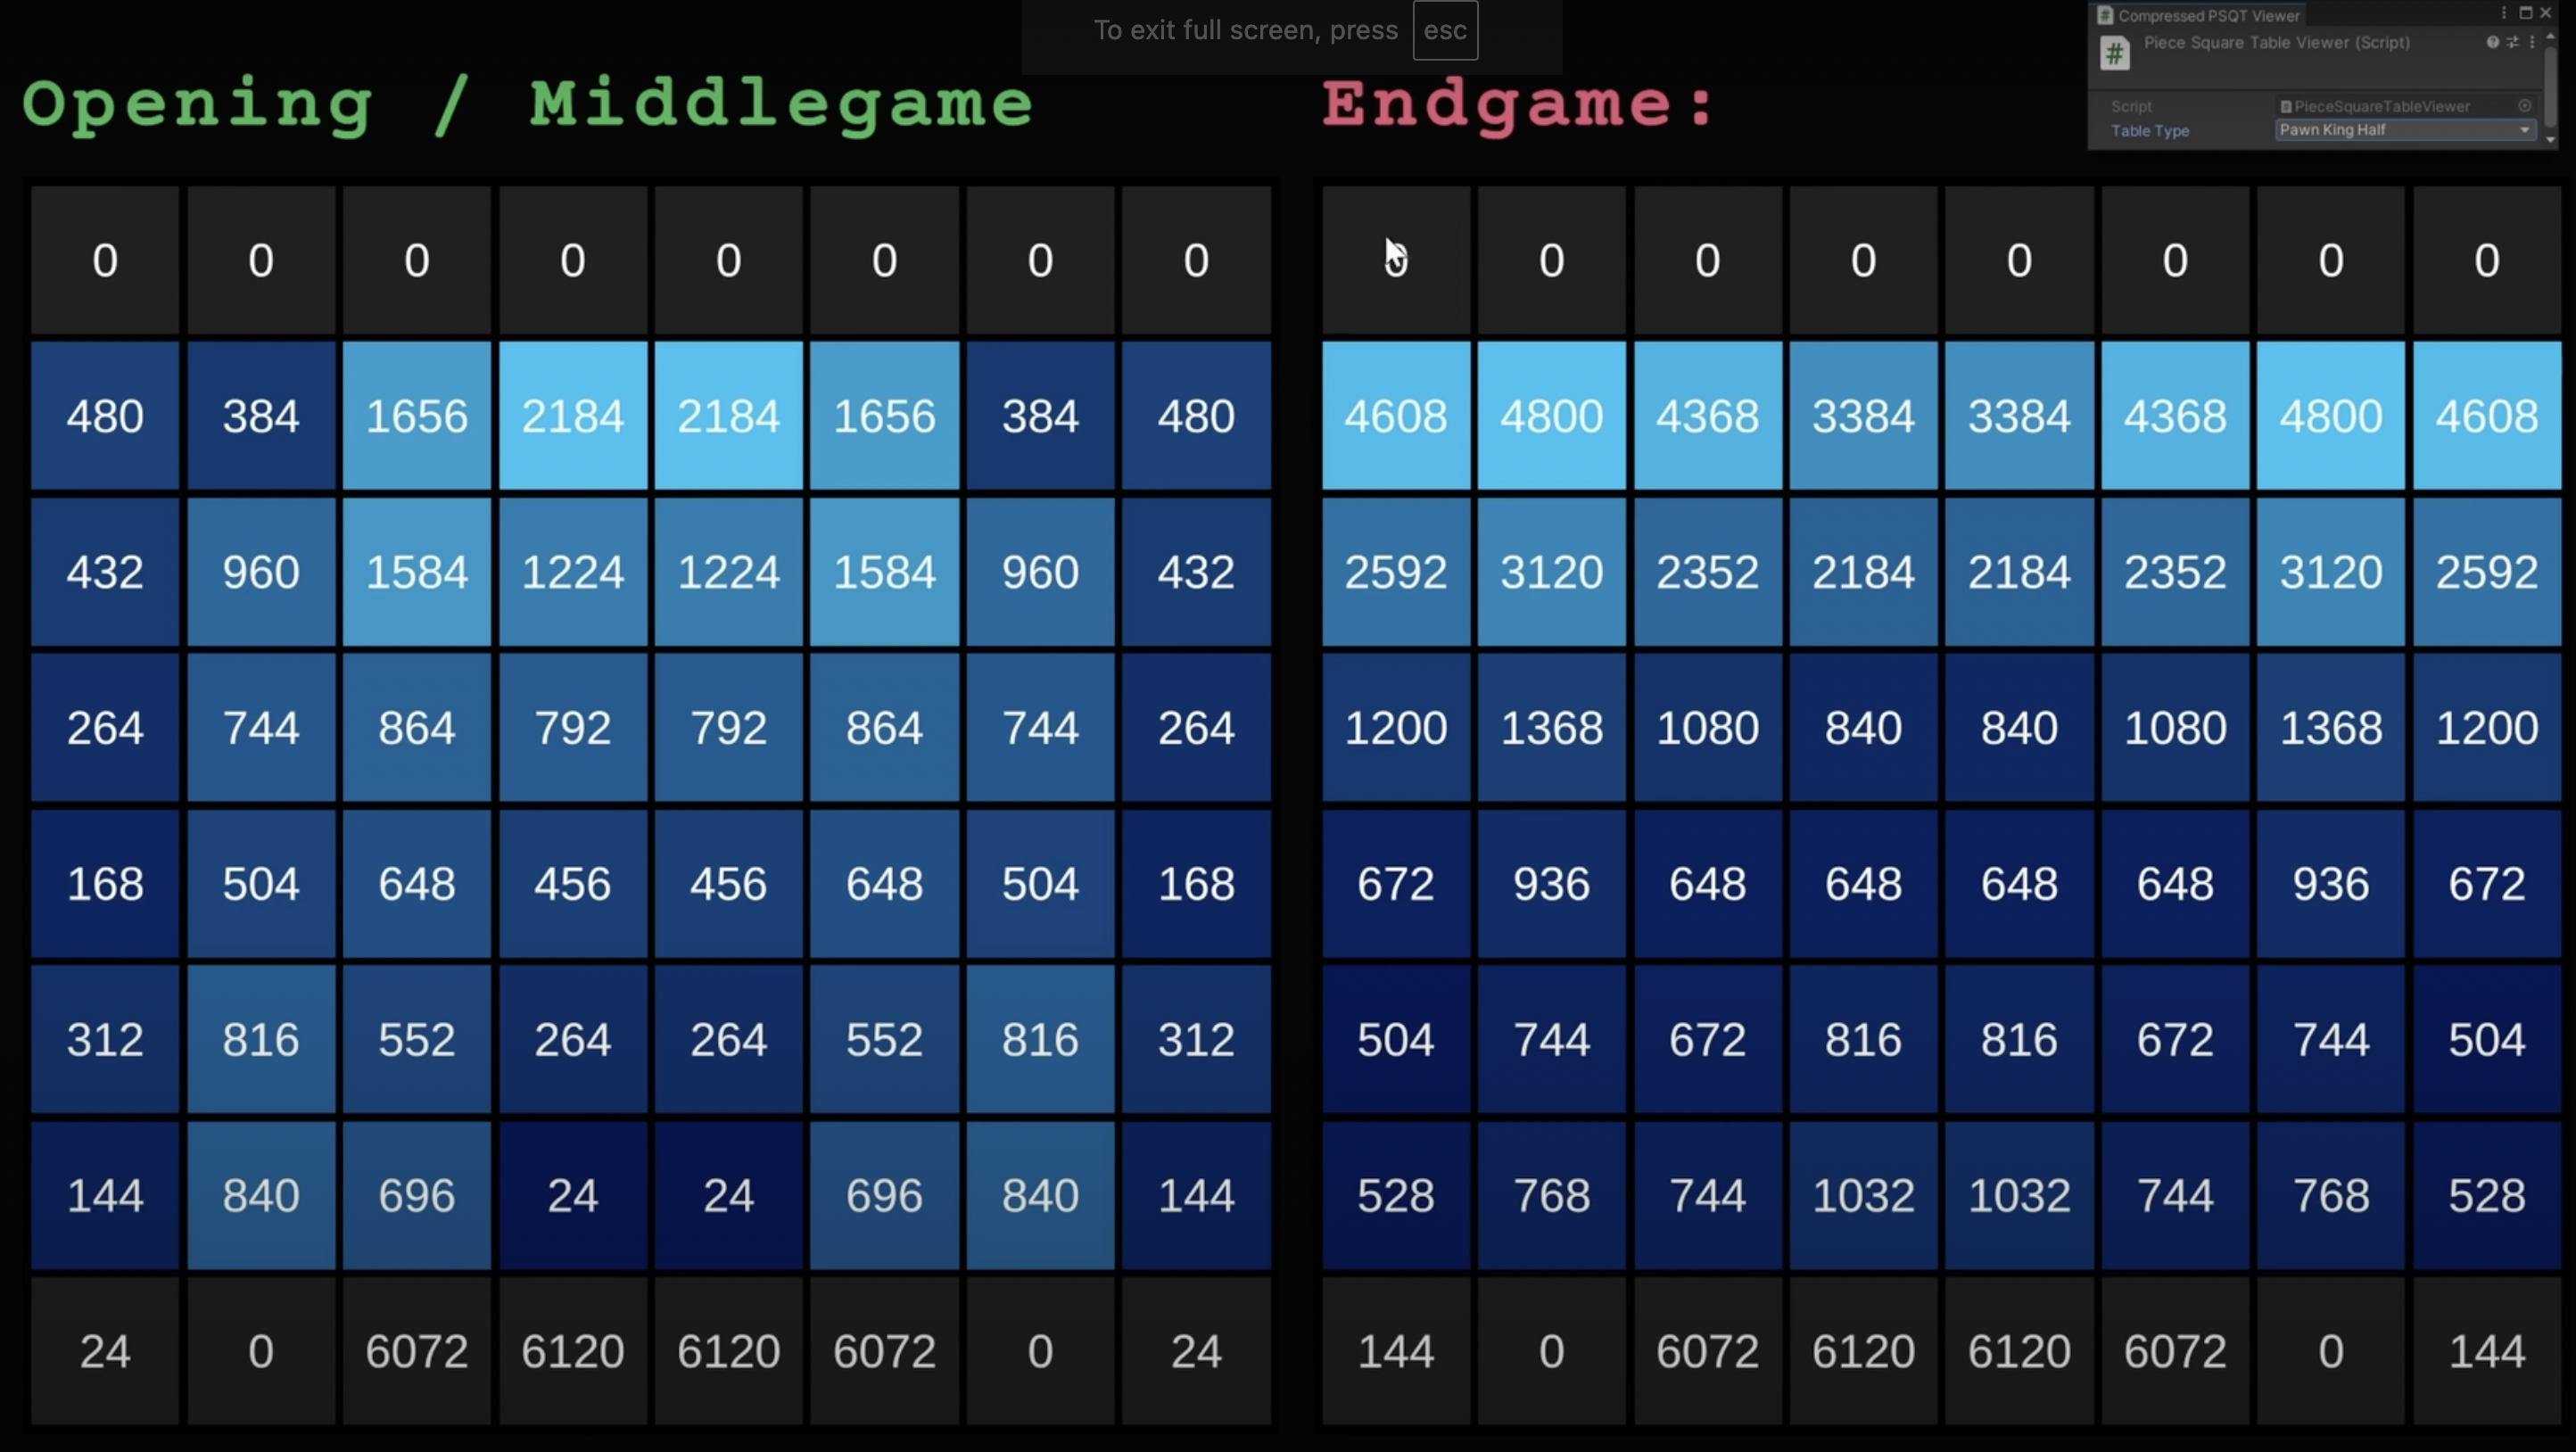 To exit full screen, press esc
Compressed PSQT Viewer
Piece Square Table Viewer (Script)
Script PieceSquareTableViewer
Table Type Pawn King Half
Opening / Middlegame Endgame:
0 0 0 0 0 0 0 0 0 0 0 0 0 0 0 0
480 384 1656 2184 2184 1656 384 480 4608 4800 4368 3384 3384 4368 4800 4608
432 960 1584 1224 1224 1584 960 432 2592 3120 2352 2184 2184 2352 3120 2592
264 744 864 792 792 864 744 264 1200 1368 1080 840 840 1080 1368 1200
168 504 648 456 456 648 504 168 672 936 648 648 648 648 936 672
312 816 552 264 264 552 816 312 504 744 672 816 816 672 744 504
144 840 696 24 24 696 840 144 528 768 744 1032 1032 744 768 528
24 0 6072 6120 6120 6072 0 24 144 0 6072 6120 6120 6072 0 144